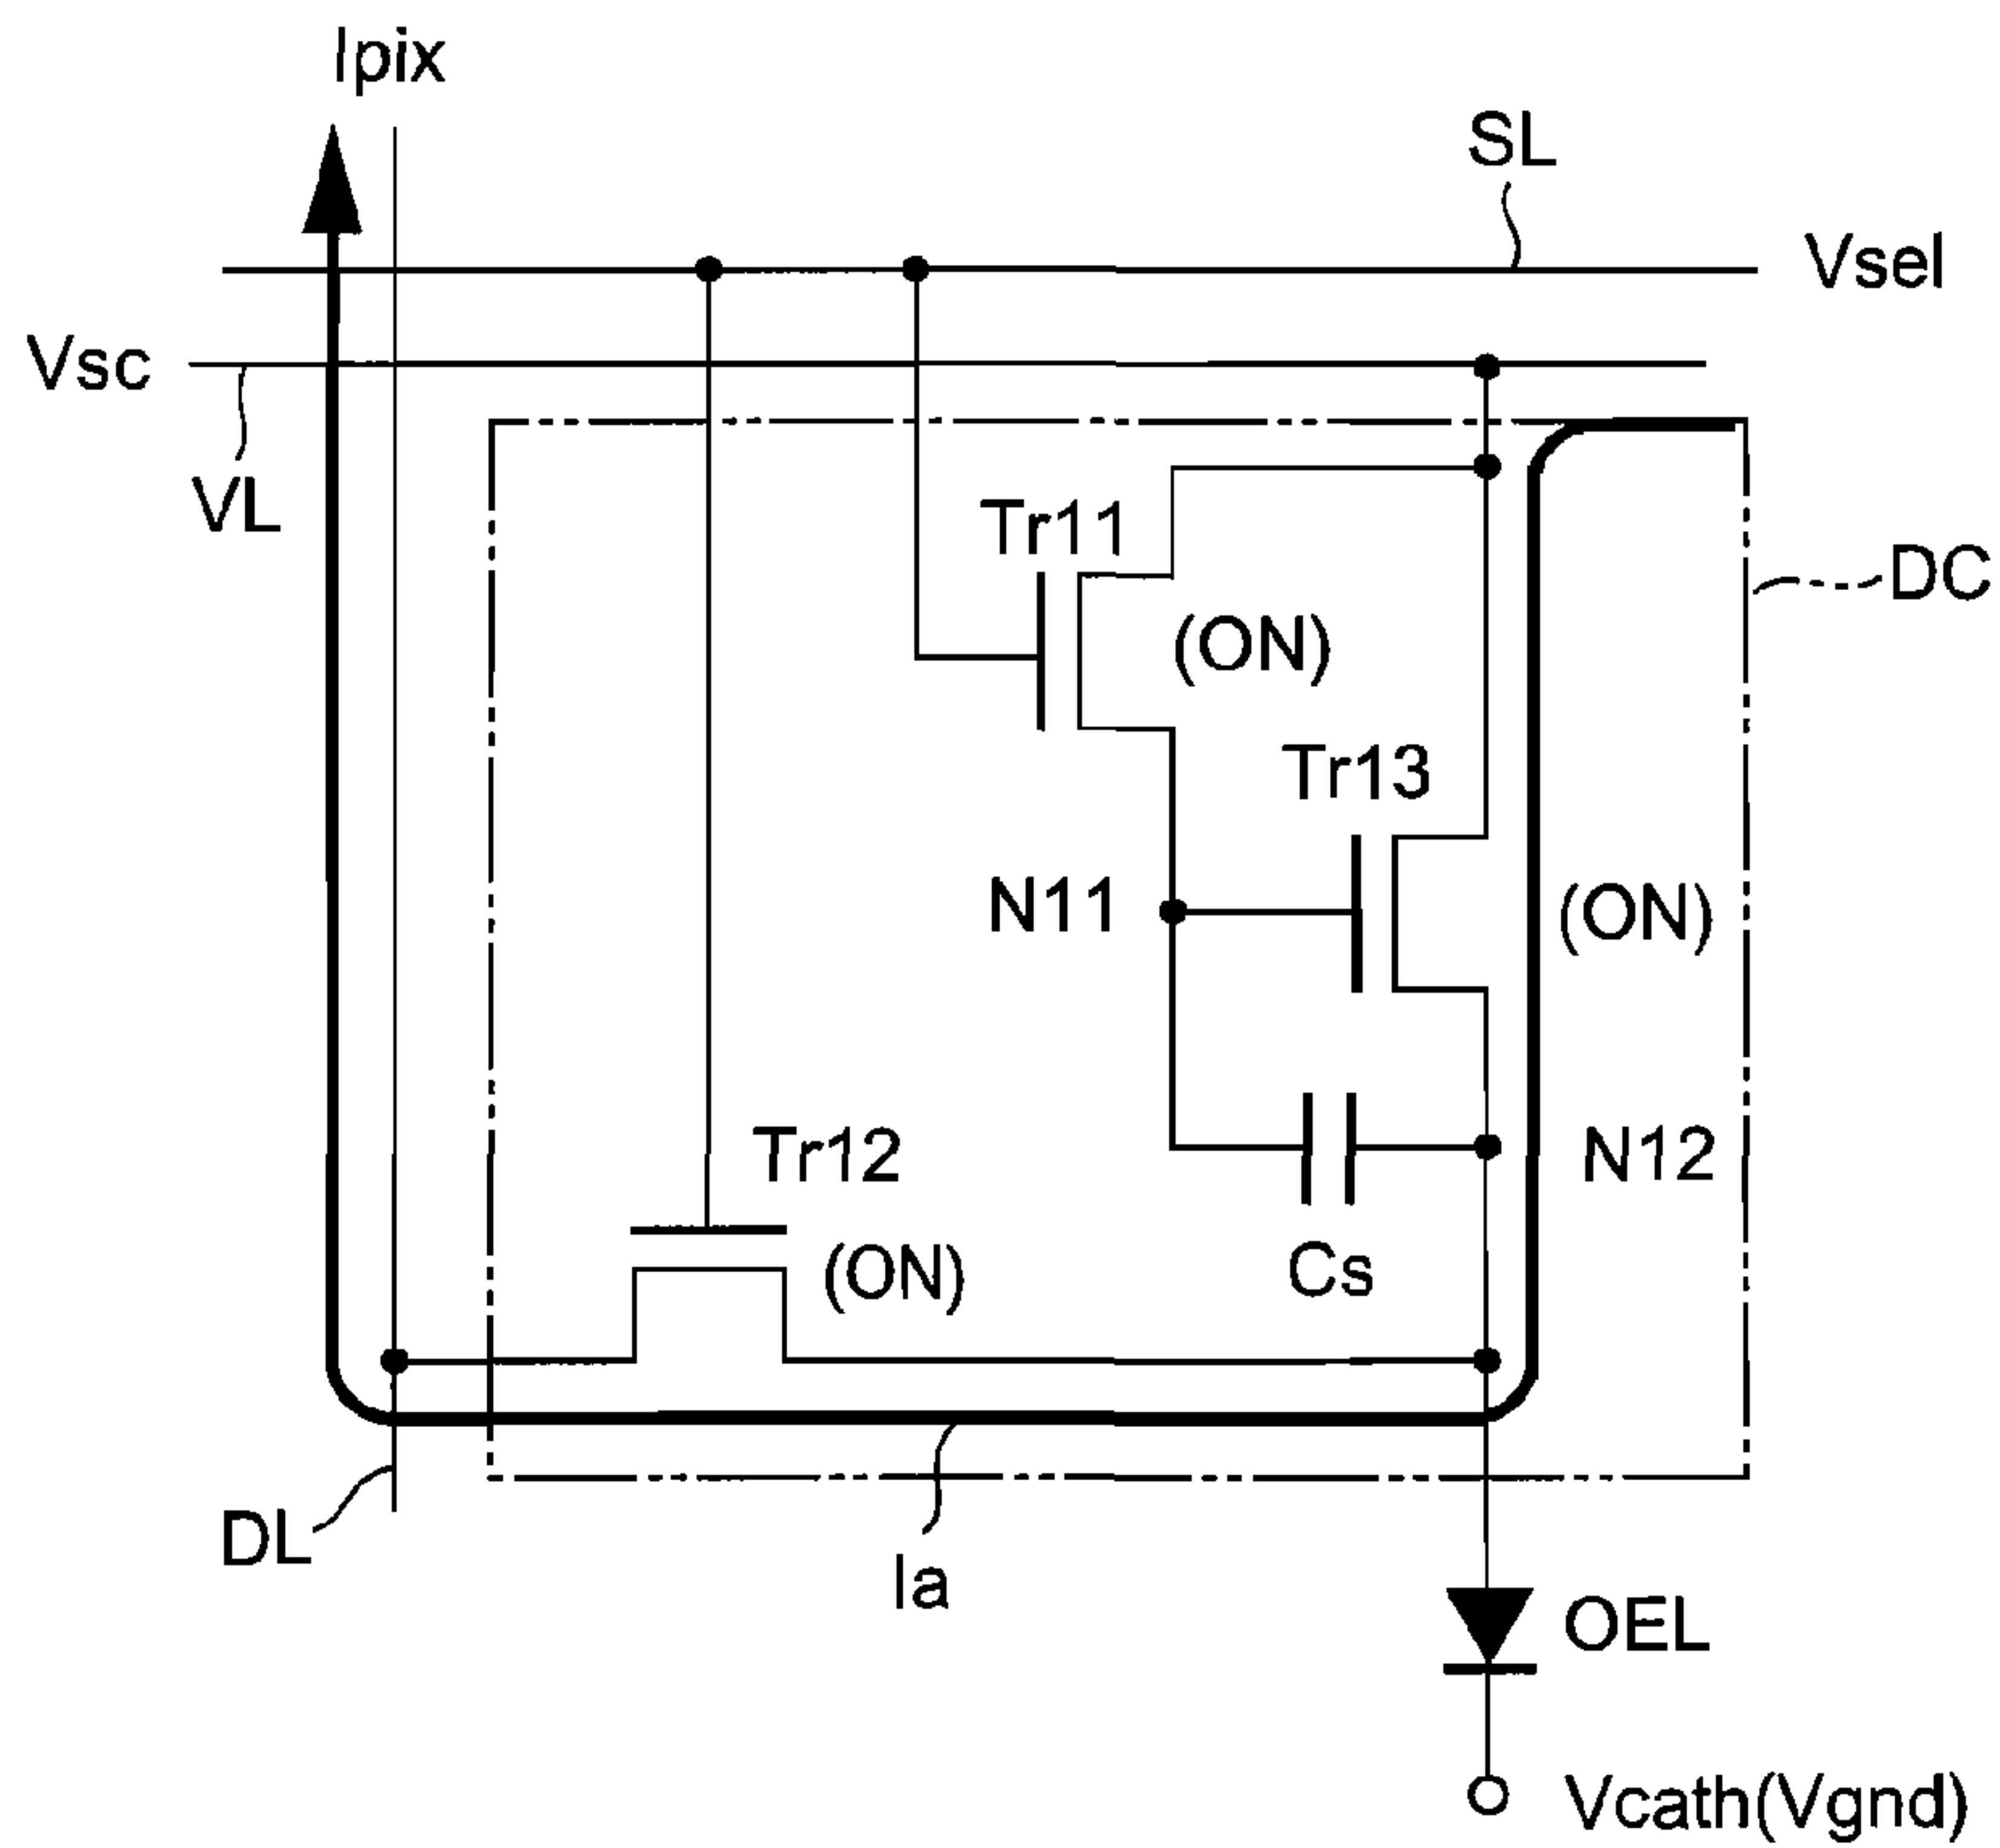 Ipix
SL
Vsel
Vsc
VL
Tr11
DC
(ON)
Tr13
N11
(ON)
Tr12
N12
(ON)
Cs
DL
Ia
OEL
Vcath(Vgnd)